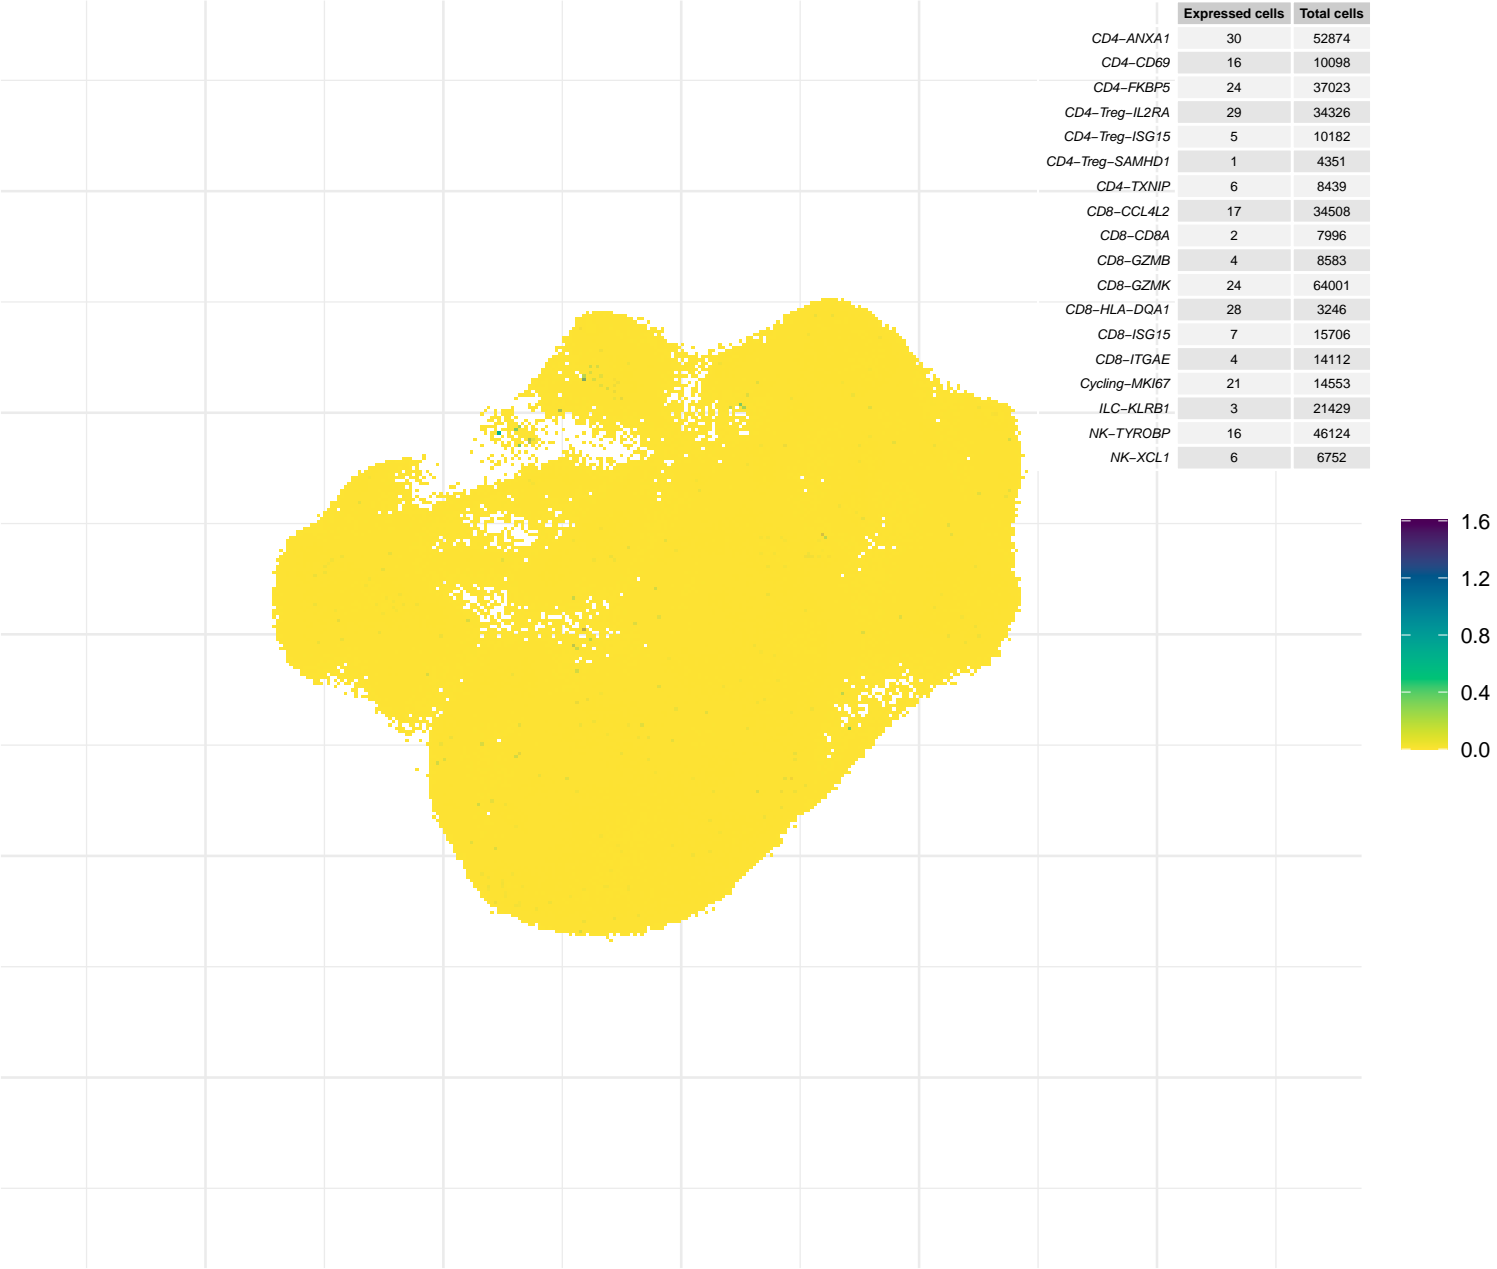 Expressed cells Total cells
CD4−ANXA1 30 52874
CD4−CD69 16 10098
CD4−FKBP5 24 37023
CD4−Treg−IL2RA 29 34326
CD4−Treg−ISG15 5 10182
CD4−Treg−SAMHD1 1 4351
CD4−TXNIP 6 8439
CD8−CCL4L2 17 34508
CD8−CD8A 2 7996
CD8−GZMB 4 8583
CD8−GZMK 24 64001
CD8−HLA−DQA1 28 3246
CD8−ISG15 7 15706
CD8−ITGAE 4 14112
Cycling−MKI67 21 14553
ILC−KLRB1 3 21429
NK−TYROBP 16 46124
NK−XCL1 6 6752
1.6
1.2
0.8
0.4
0.0